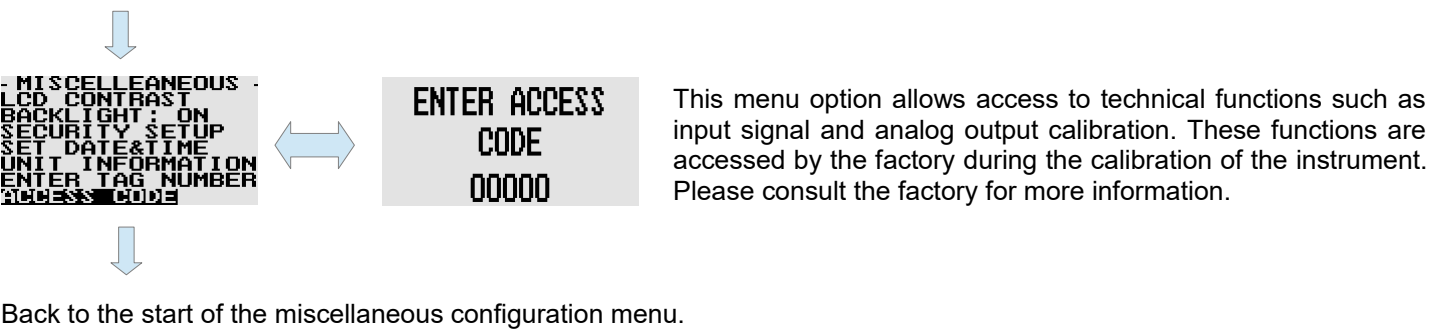 - MISCELLEANEOUS -
LCD CONTRAST
BACKLIGHT: ON
SECURITY SETUP
SET DATE&TIME
UNIT INFORMATION
ENTER TAG NUMBER
ACCESS CODE
ENTER ACCESS
CODE
00000
This menu option allows access to technical functions such as
input signal and analog output calibration. These functions are
accessed by the factory during the calibration of the instrument.
Please consult the factory for more information.
Back to the start of the miscellaneous configuration menu.